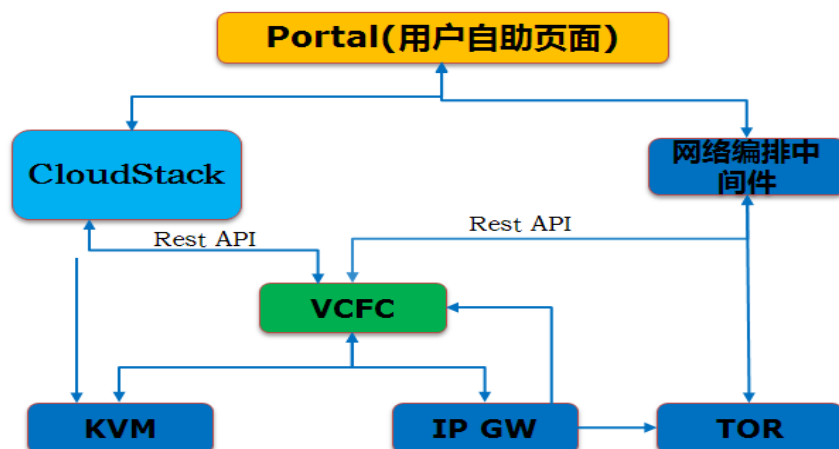 Portal(用户自助页面)
CloudStack
网络编排中
间件
Rest API
Rest API
VCFC
KVM
IP GW
TOR